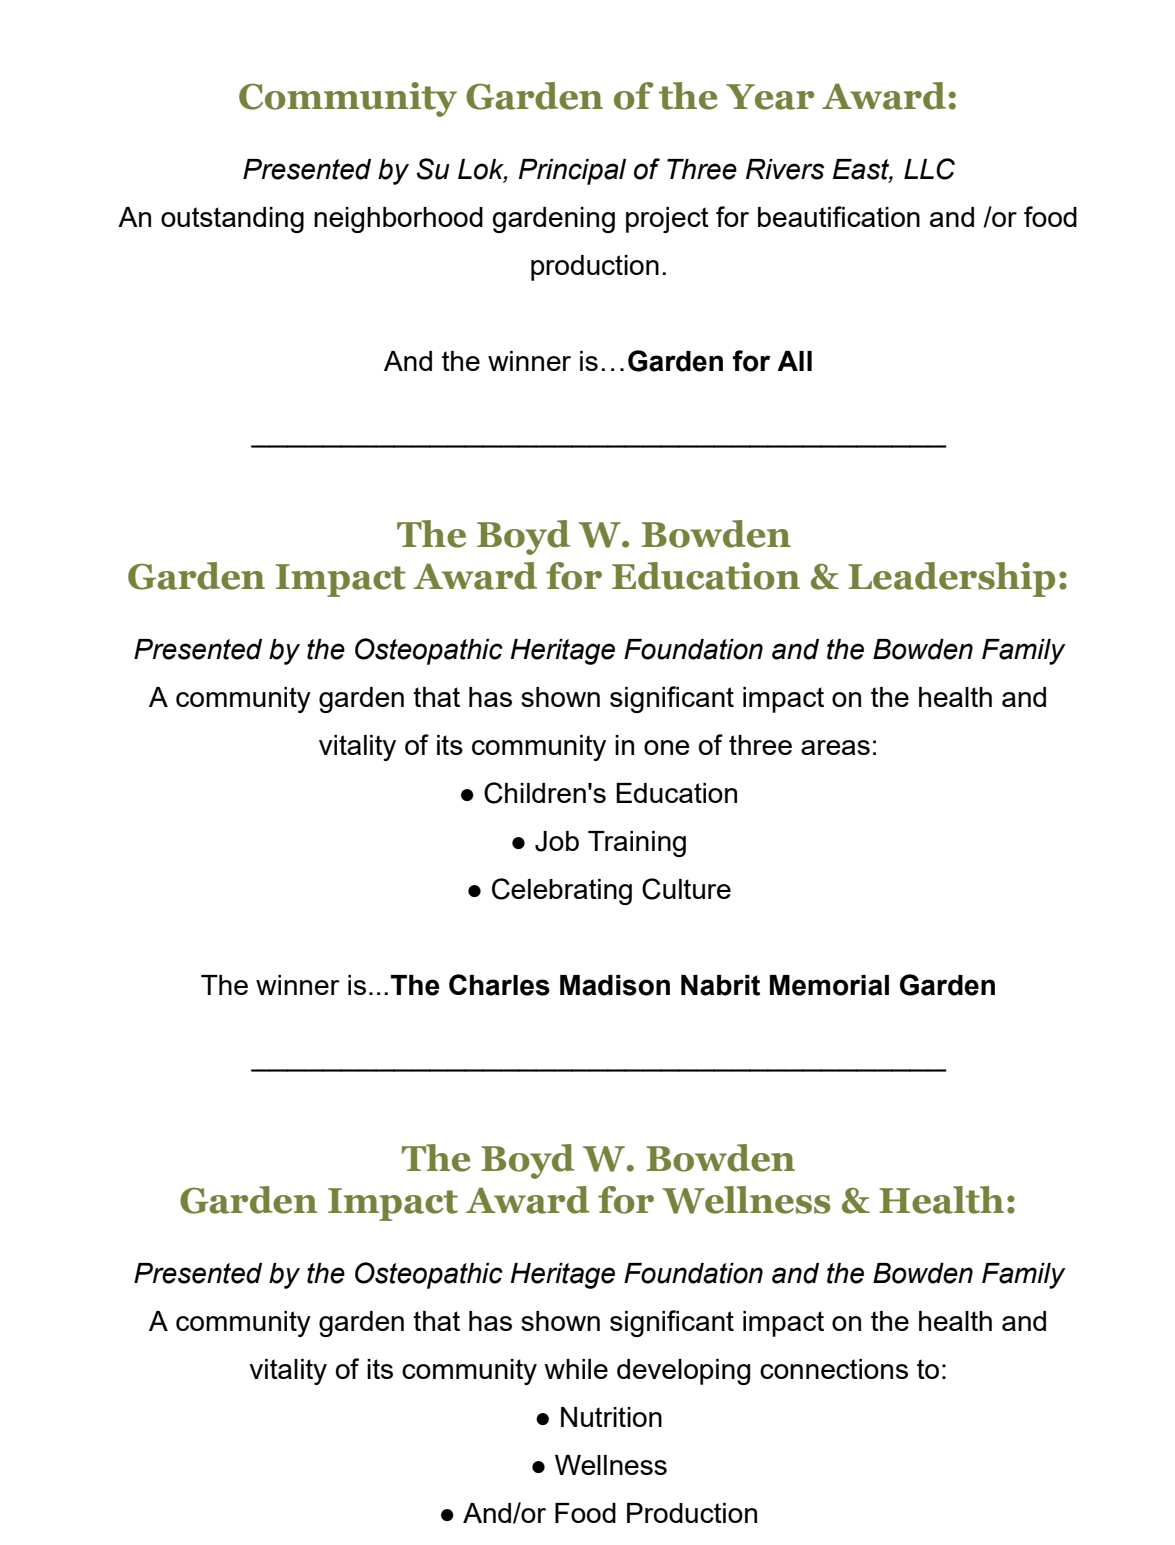 Community Garden of the Year Award:
Presented by Su Lok, Principal of Three Rivers East, LLC
An outstanding neighborhood gardening project for beautification and /or food
production.
And the winner is…Garden for All
_______________________________________
The Boyd W. Bowden
Garden Impact Award for Education & Leadership:
Presented by the Osteopathic Heritage Foundation and the Bowden Family
A community garden that has shown significant impact on the health and
vitality of its community in one of three areas:
● Children's Education
● Job Training
● Celebrating Culture
The winner is...The Charles Madison Nabrit Memorial Garden
_______________________________________
The Boyd W. Bowden
Garden Impact Award for Wellness & Health:
Presented by the Osteopathic Heritage Foundation and the Bowden Family
A community garden that has shown significant impact on the health and
vitality of its community while developing connections to:
● Nutrition
● Wellness
● And/or Food Production